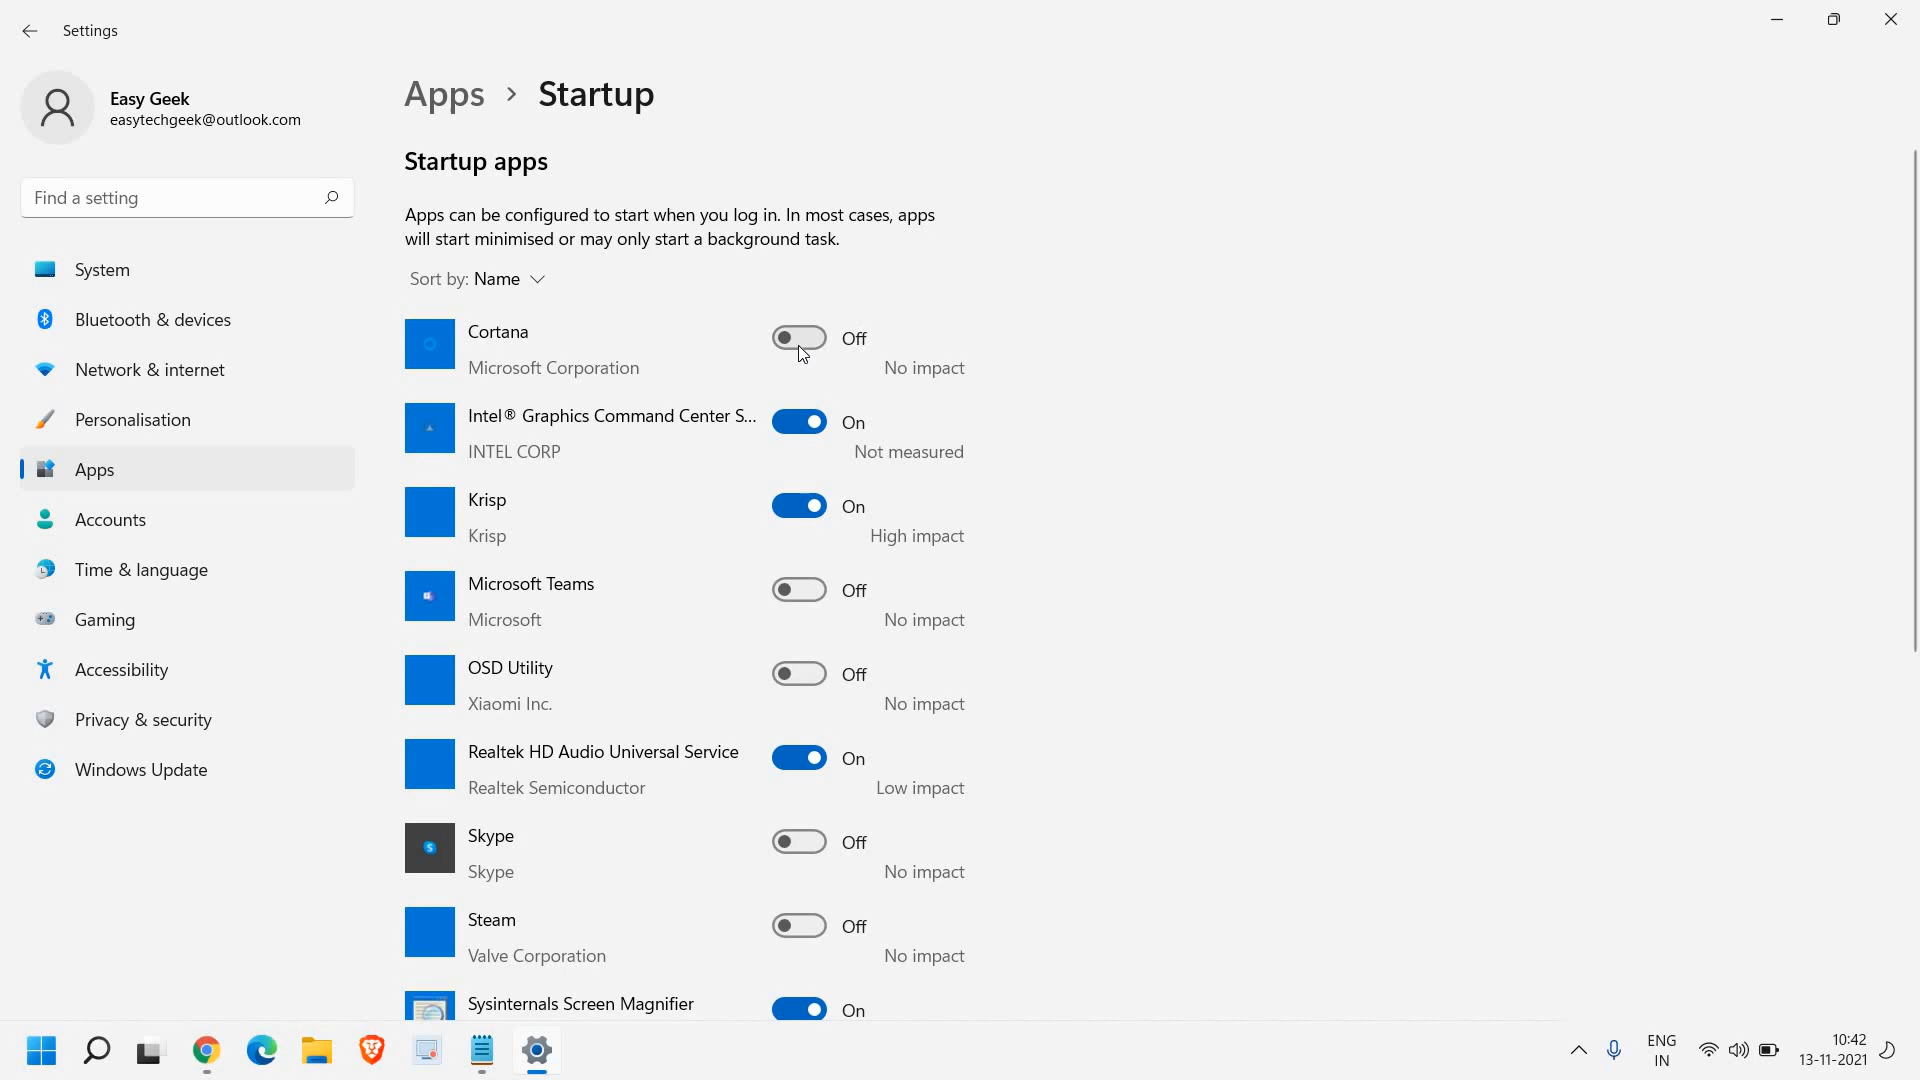 Settings
Easy Geek
easytechgeek@outlook.com
Find a setting
System
Bluetooth & devices
Network & internet
Personalisation
Apps
Accounts
Time & language
Gaming
Accessibility
Privacy & security
Windows Update
Apps > Startup
Startup apps
Apps can be configured to start when you log in. In most cases, apps
will start minimised or may only start a background task.
Sort by: Name
Cortana Off
Microsoft Corporation No impact
Intel® Graphics Command Center S... On
INTEL CORP Not measured
Krisp On
Krisp High impact
Microsoft Teams Off
Microsoft No impact
OSD Utility Off
Xiaomi Inc. No impact
Realtek HD Audio Universal Service On
Realtek Semiconductor Low impact
Skype Off
Skype No impact
Steam Off
Valve Corporation No impact
Sysinternals Screen Magnifier On
ENG
IN
10:42
13-11-2021